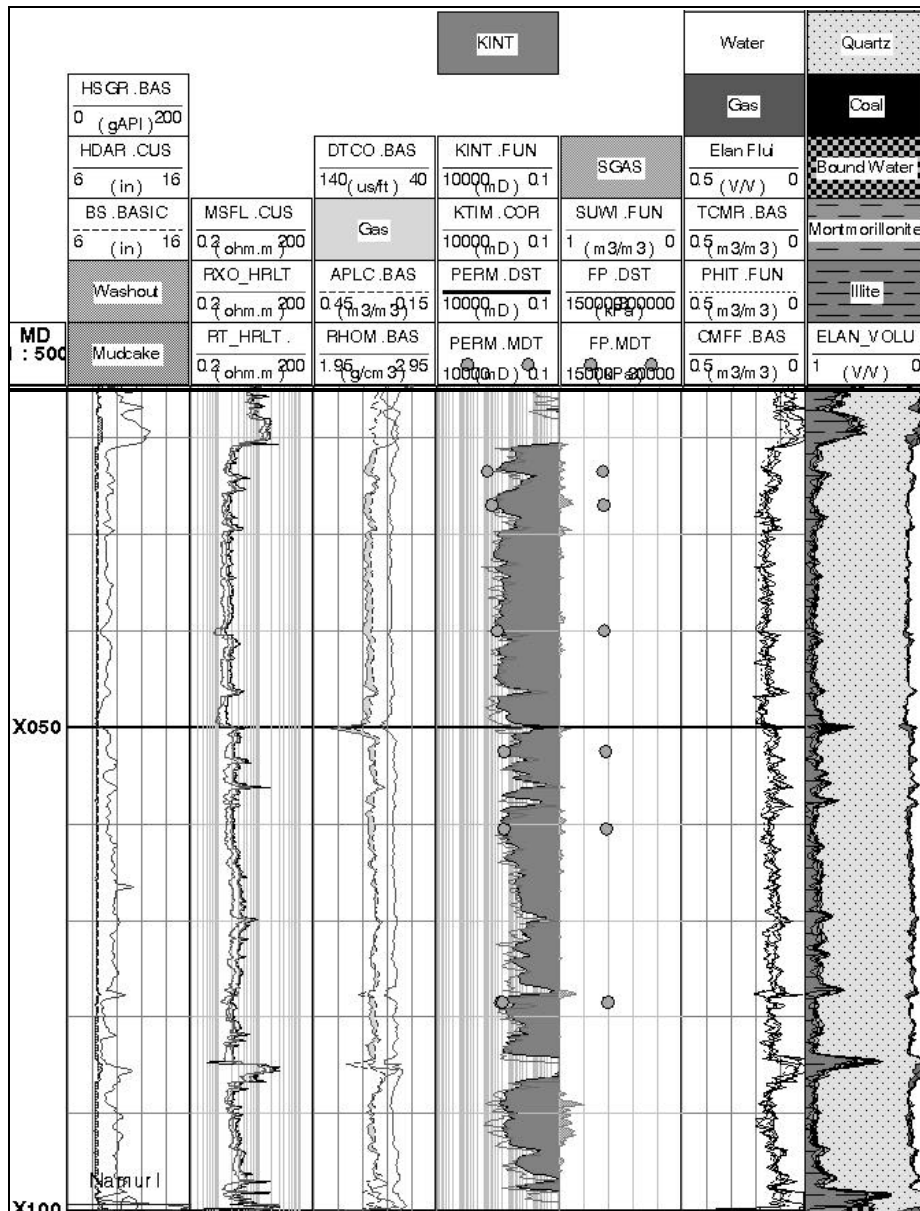 KINT Water Quartz
HSGR .BAS Gas Coal
0 (gAPI) 200
HDAR .CUS DTCO .BAS KINT .FUN SGAS Elan Flui Bound Water
6 (in) 16 140 (us/ft) 40 10000 (mD) 0.1 0.5 (V/V) 0
BS .BASIC MSFL .CUS Gas KTIM .COR SUWI .FUN TCMR .BAS Montmorillonite
6 (in) 16 0.2 (ohm.m) 200 10000 (mD) 0.1 1 (m3/m3) 0 0.5 (m3/m3) 0
Washout RXO_HRLT APLC .BAS PERM .DST FP .DST PHIT .FUN Illite
0.2 (ohm.m) 200 0.45 (m3/m3) 0.15 10000 (mD) 0.1 (kPa) 0.5 (m3/m3) 0
MD Mudcake RT_HRLT . RHOM .BAS PERM .MDT FP.MDT CMFF .BAS ELAN_VOLU
: 500 0.2 (ohm.m) 200 1.95 (g/cm3) 2.95 10000 0.1 30000 0.5 (m3/m3) 0 1 (V/V) 0
X050
Namur I
X100